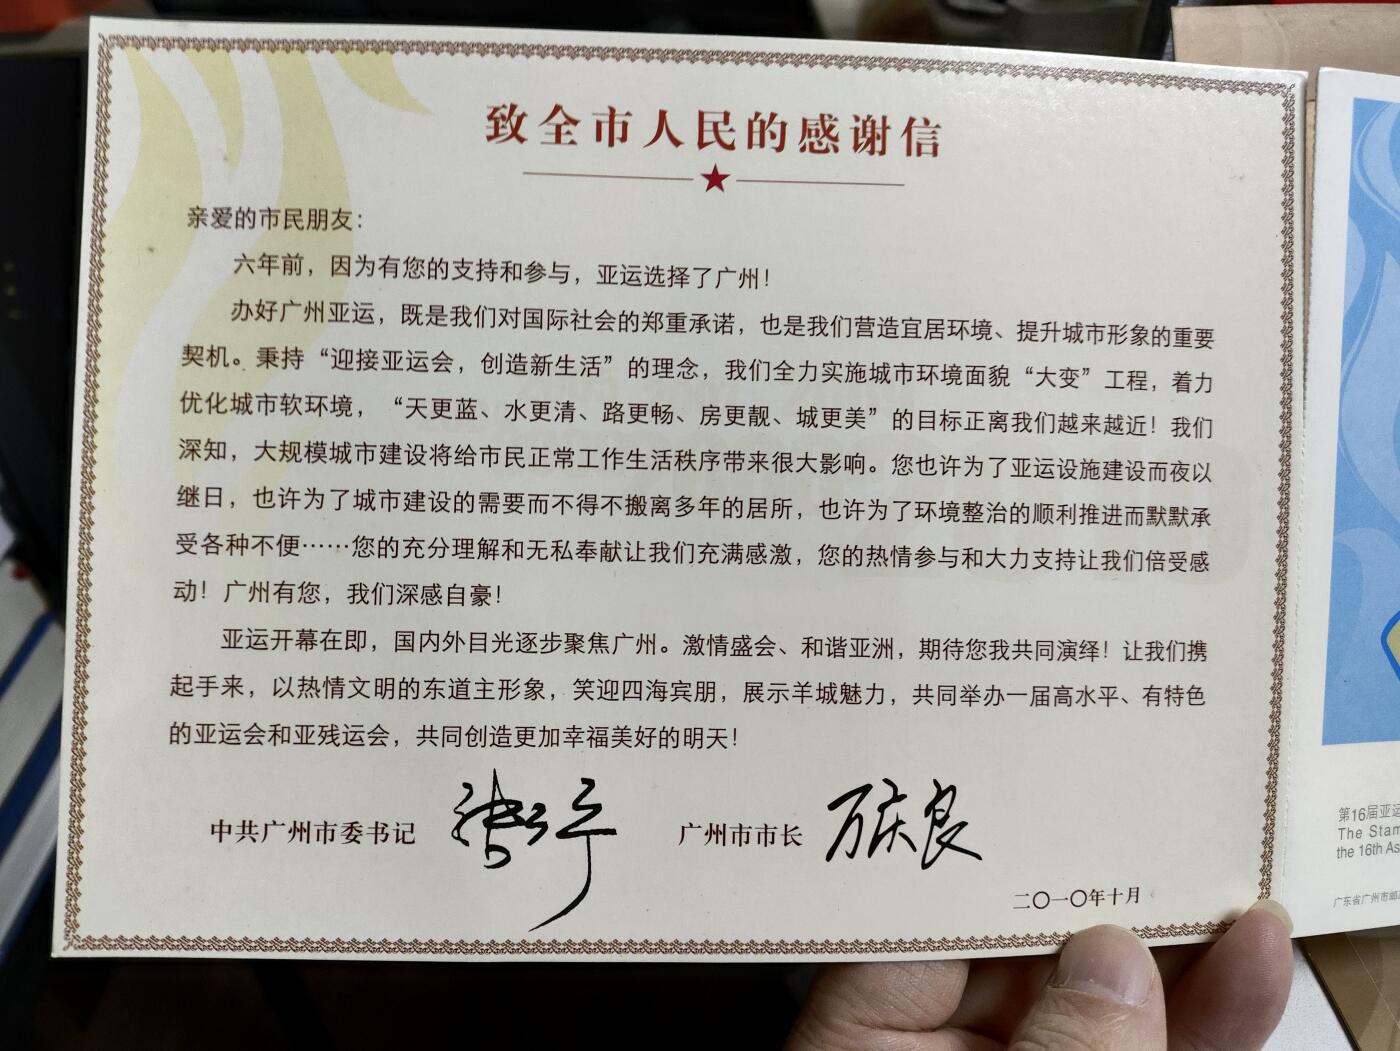 致全市人民的感谢信
亲爱的市民朋友：
六年前，因为有您的支持和参与，亚运选择了广州！
办好广州亚运，既是我们对国际社会的郑重承诺，也是我们营造宜居环境、提升城市形象的重要
契机。秉持“迎接亚运会，创造新生活”的理念，我们全力实施城市环境面貌“大变”工程，着力
优化城市软环境，“天更蓝、水更清、路更畅、房更靓、城更美”的目标正离我们越来越近！我们
深知，大规模城市建设将给市民正常工作生活秩序带来很大影响。您也许为了亚运设施建设而夜以
继日，也许为了城市建设的需要而不得不搬离多年的居所，也许为了环境整治的顺利推进而默默承
受各种不便……您的充分理解和无私奉献让我们充满感激，您的热情参与和大力支持让我们倍受感
动！广州有您，我们深感自豪！
亚运开幕在即，国内外目光逐步聚焦广州。激情盛会、和谐亚洲，期待您我共同演绎！让我们携
起手来，以热情文明的东道主形象，笑迎四海宾朋，展示羊城魅力，共同举办一届高水平、有特色
的亚运会和亚残运会，共同创造更加幸福美好的明天！
中共广州市委书记 张广宁 广州市市长 万庆良
二〇一〇年十月
第16届亚运
The Stam
the 16th As
广东省广州市邮